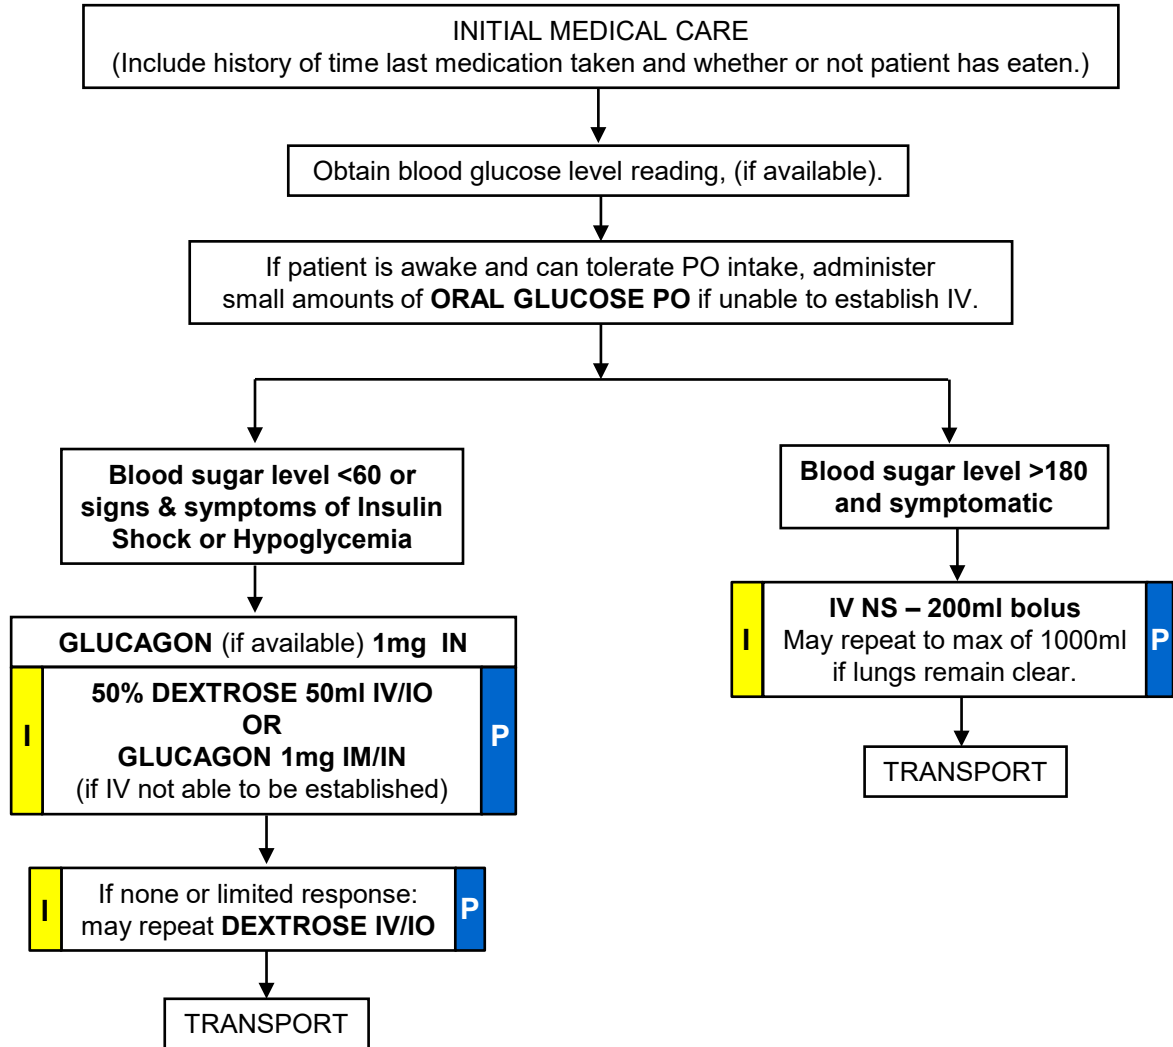 INITIAL MEDICAL CARE
(Include history of time last medication taken and whether or not patient has eaten.)
Obtain blood glucose level reading, (if available).
If patient is awake and can tolerate PO intake, administer
small amounts of ORAL GLUCOSE PO if unable to establish IV.
Blood sugar level <60 or
signs & symptoms of Insulin
Shock or Hypoglycemia
GLUCAGON (if available) 1mg IN
I
50% DEXTROSE 50ml IV/IO
OR
GLUCAGON 1mg IM/IN
(if IV not able to be established)
P
I
If none or limited response:
may repeat DEXTROSE IV/IO
P
TRANSPORT
Blood sugar level >180
and symptomatic
I
IV NS – 200ml bolus
May repeat to max of 1000ml
if lungs remain clear.
P
TRANSPORT